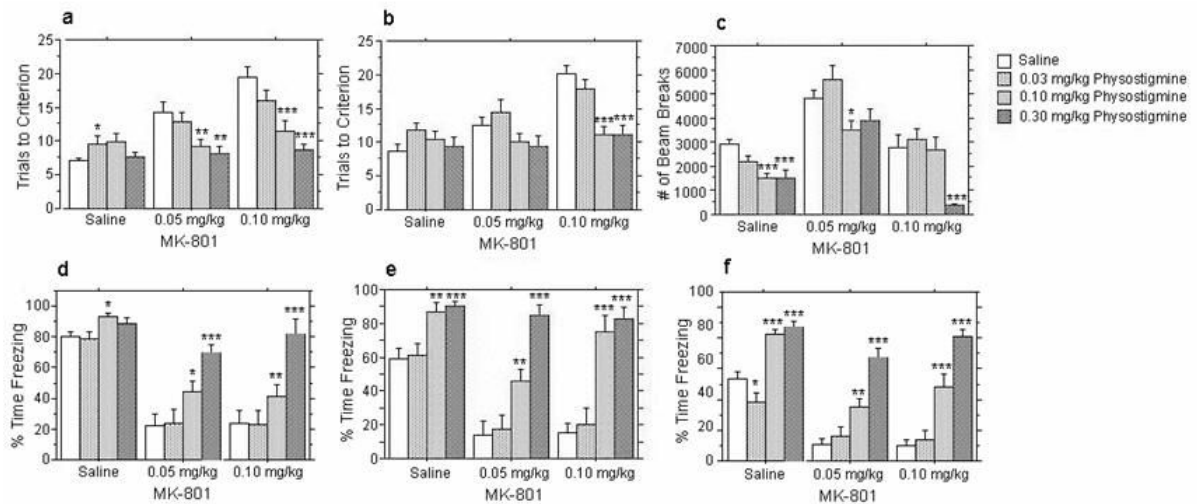 a
Trials to Criterion
25
20
15
10
5
0
*
**
**
***
***
Saline
0.05 mg/kg
0.10 mg/kg
MK-801
b
Trials to Criterion
25
20
15
10
5
0
***
***
Saline
0.05 mg/kg
0.10 mg/kg
MK-801
c
# of Beam Breaks
7000
6000
5000
4000
3000
2000
1000
0
***
***
*
***
Saline
0.05 mg/kg
0.10 mg/kg
MK-801
Saline
0.03 mg/kg Physostigmine
0.10 mg/kg Physostigmine
0.30 mg/kg Physostigmine
d
% Time Freezing
100
80
60
40
20
0
*
*
***
**
***
Saline
0.05 mg/kg
0.10 mg/kg
MK-801
e
% Time Freezing
100
80
60
40
20
0
**
***
**
***
***
***
Saline
0.05 mg/kg
0.10 mg/kg
MK-801
f
% Time Freezing
100
80
60
40
20
0
*
***
***
**
***
***
***
Saline
0.05 mg/kg
0.10 mg/kg
MK-801